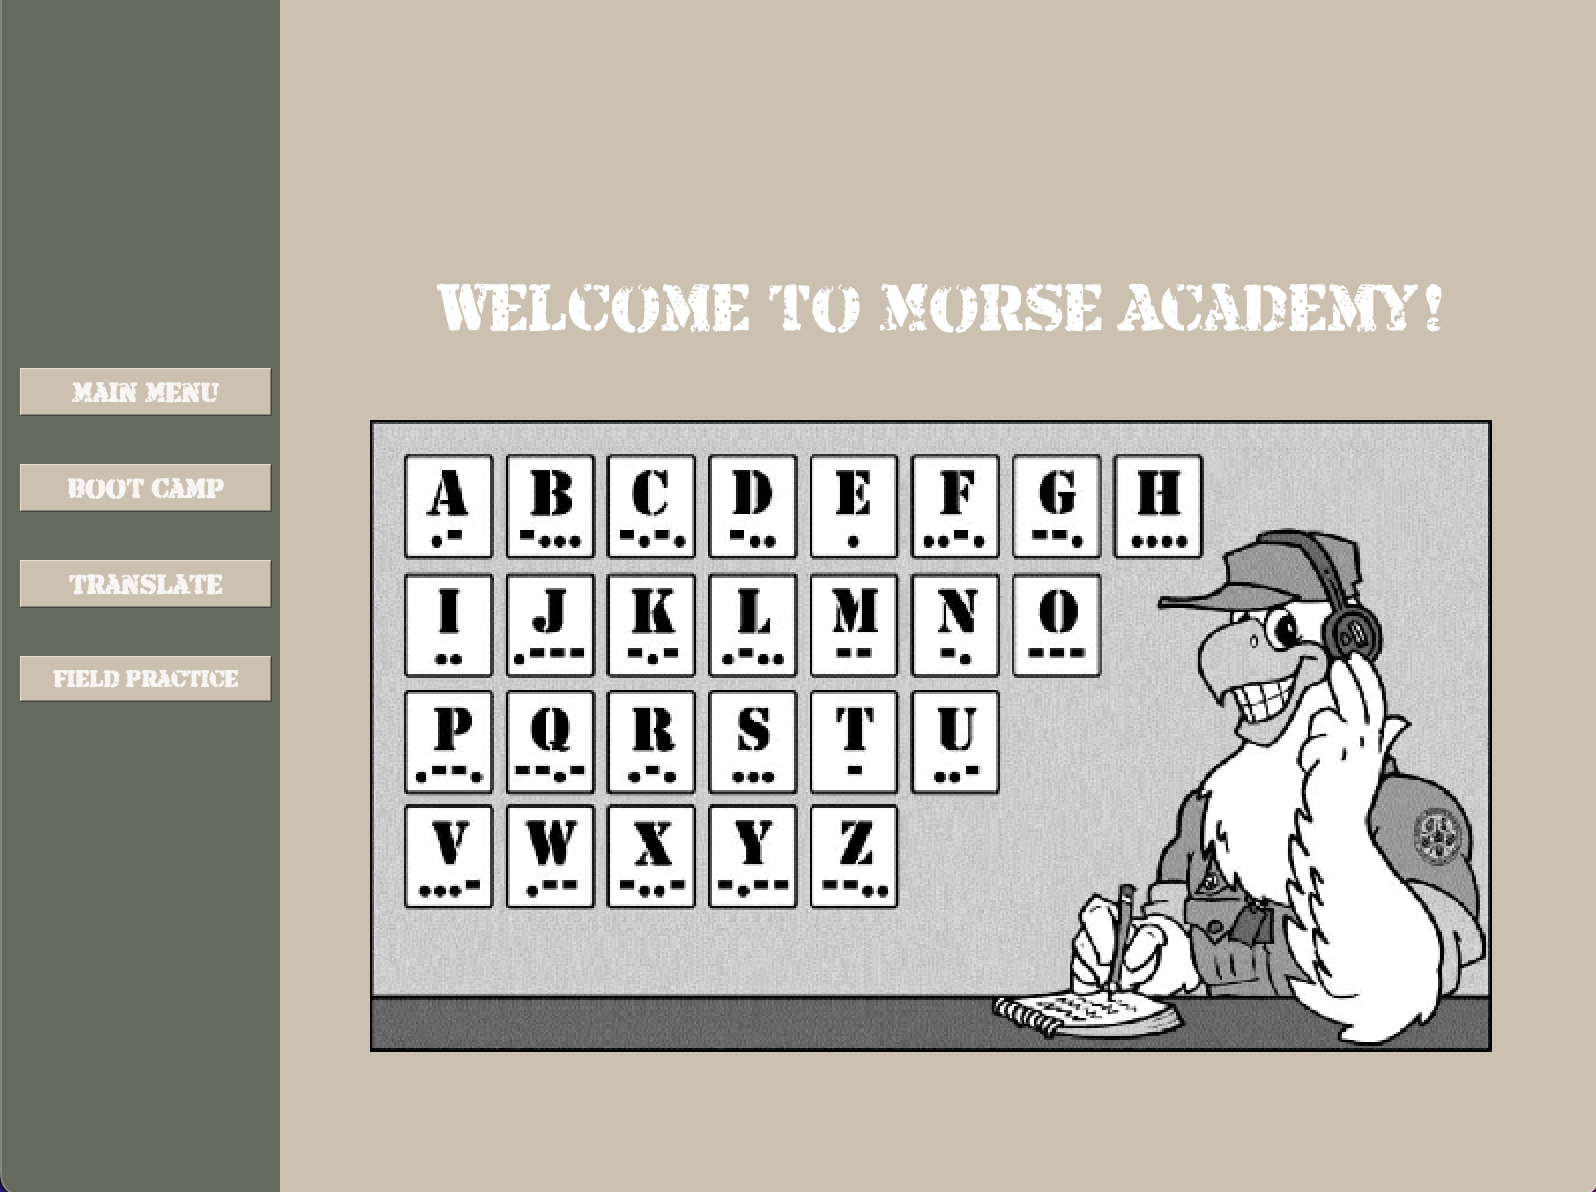 WELCOME TO MORSE ACADEMY!
MAIN MENU
BOOT CAMP
TRANSLATE
FIELD PRACTICE
A B C D E F G H
•- -••• -•-• -•• • ••-• --• ••••
I J K L M N O
•• •--- -•- •-•• -- -• ---
P Q R S T U
•--• --•- •-• ••• - ••-
V W X Y Z
•••- •-- -••- -•-- --••